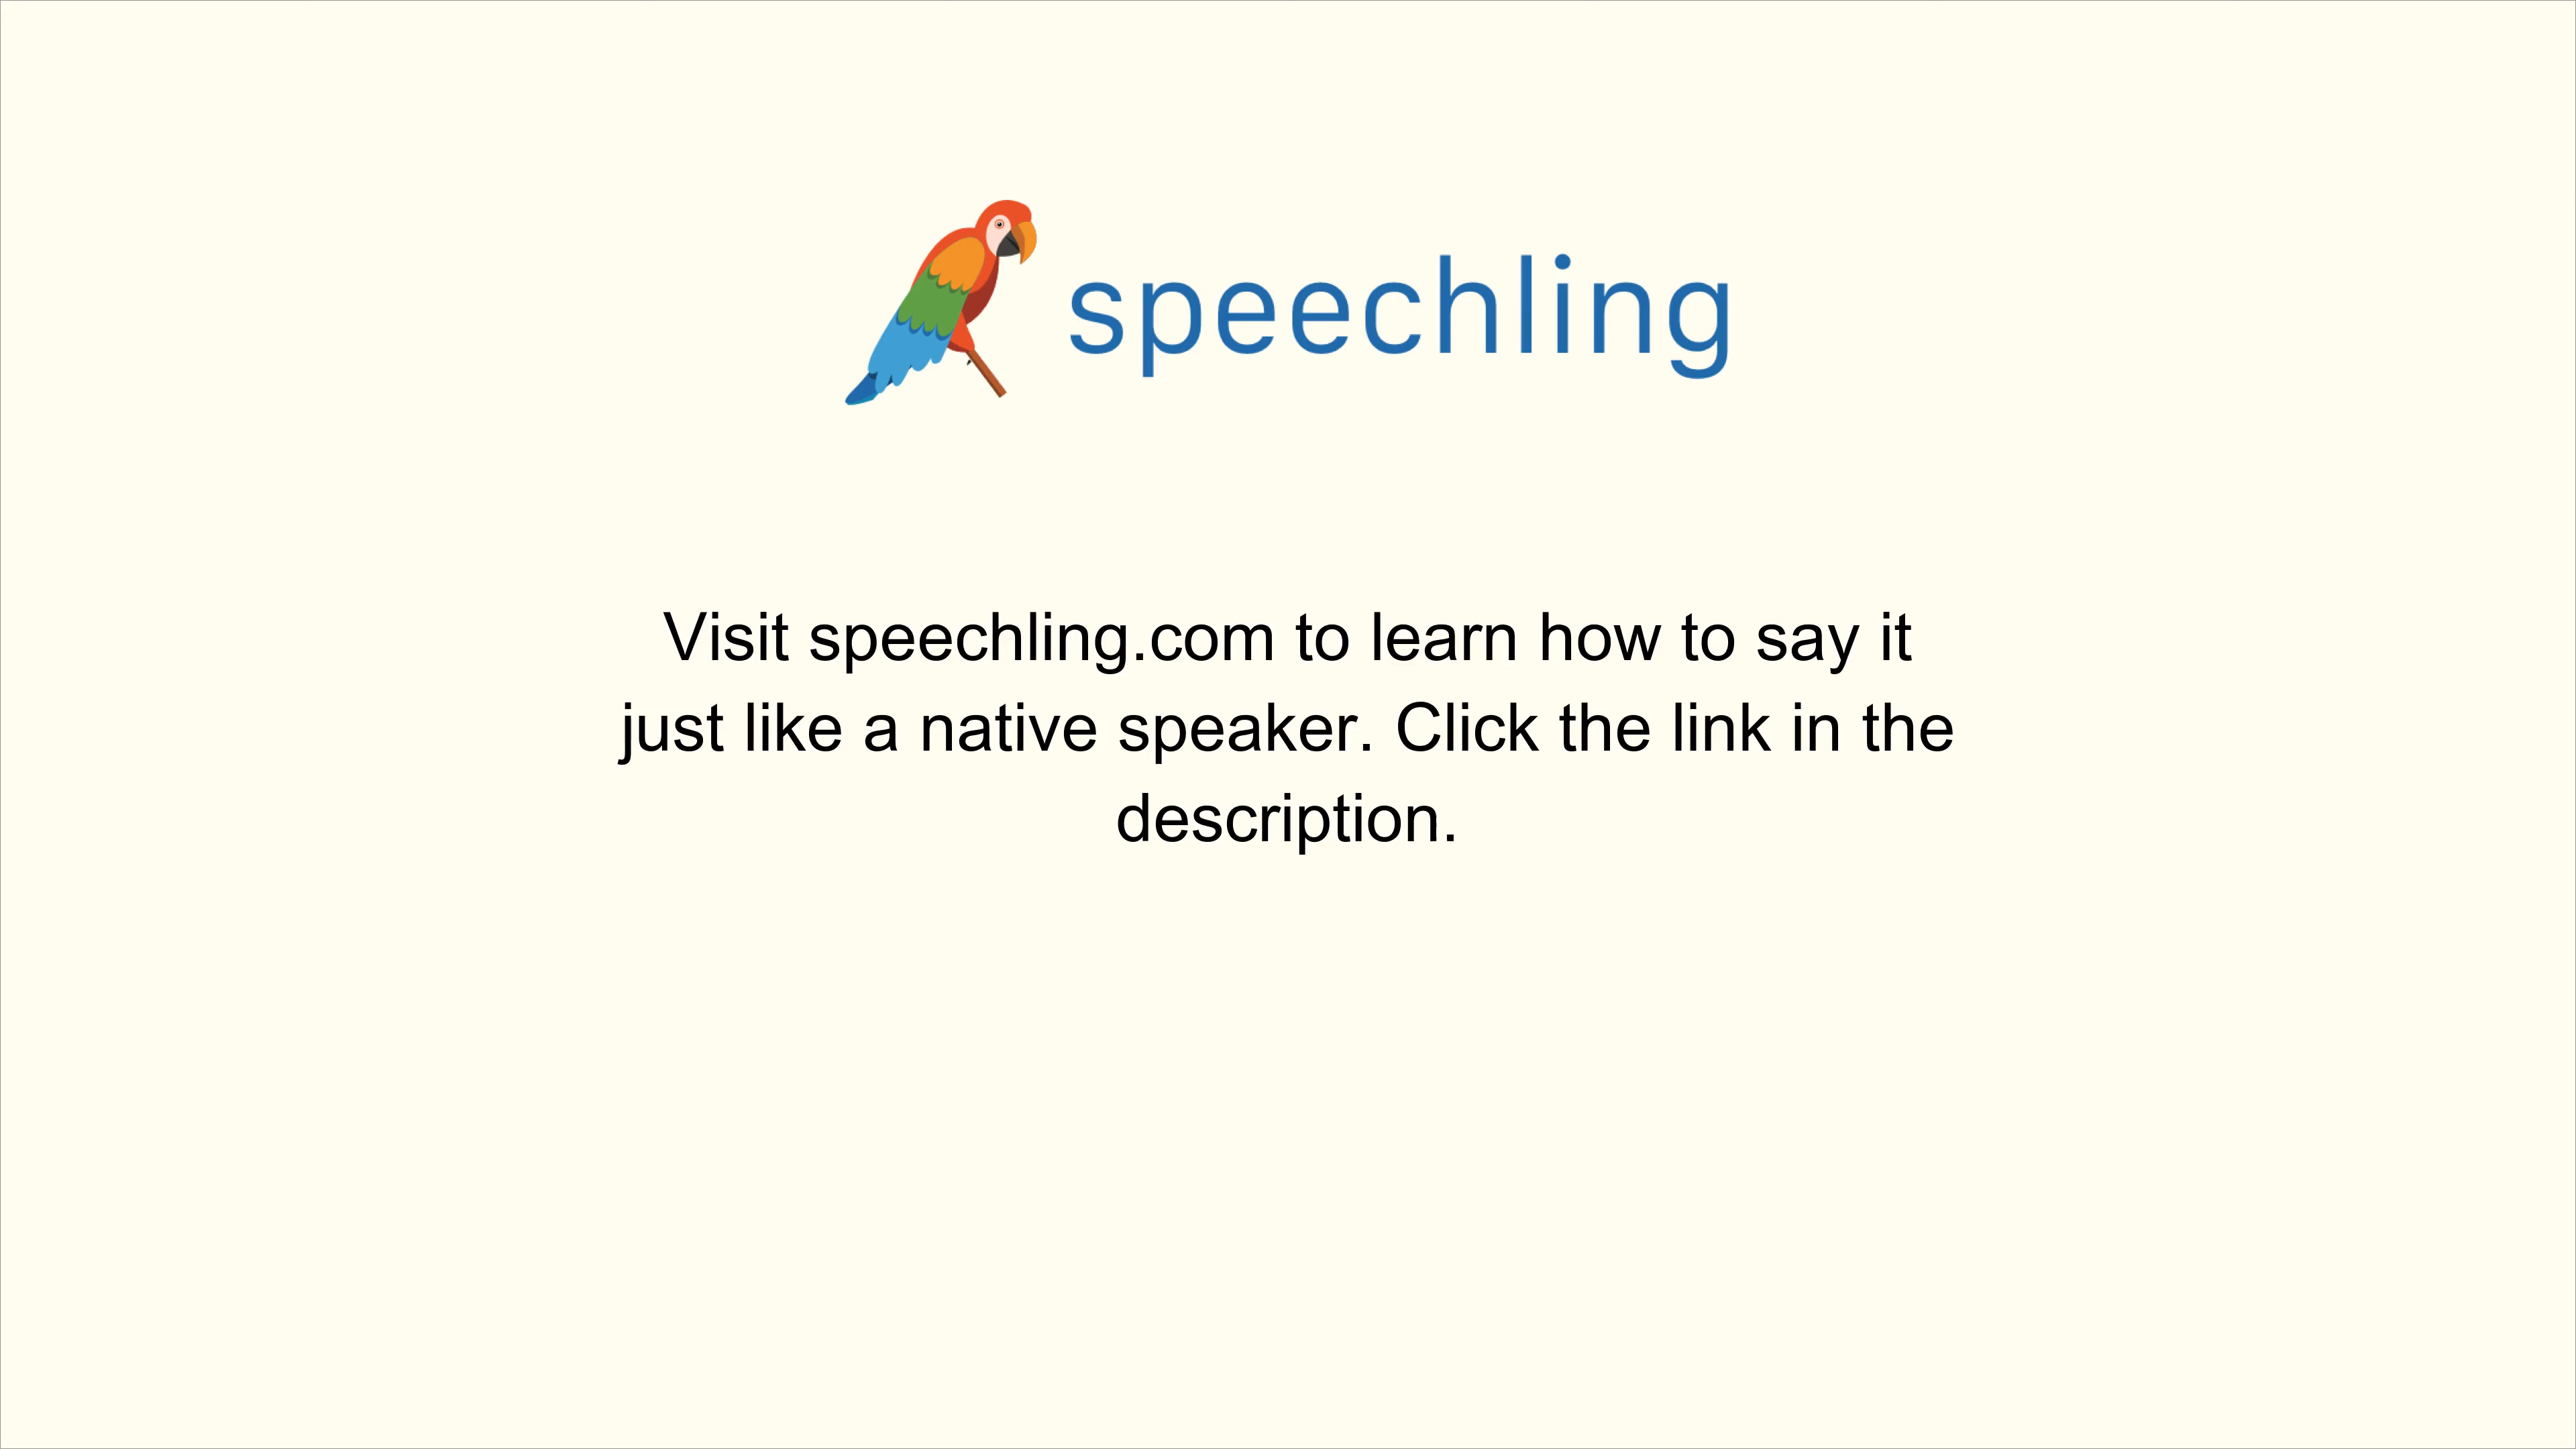 speechling
Visit speechling.com to learn how to say it
just like a native speaker. Click the link in the
description.